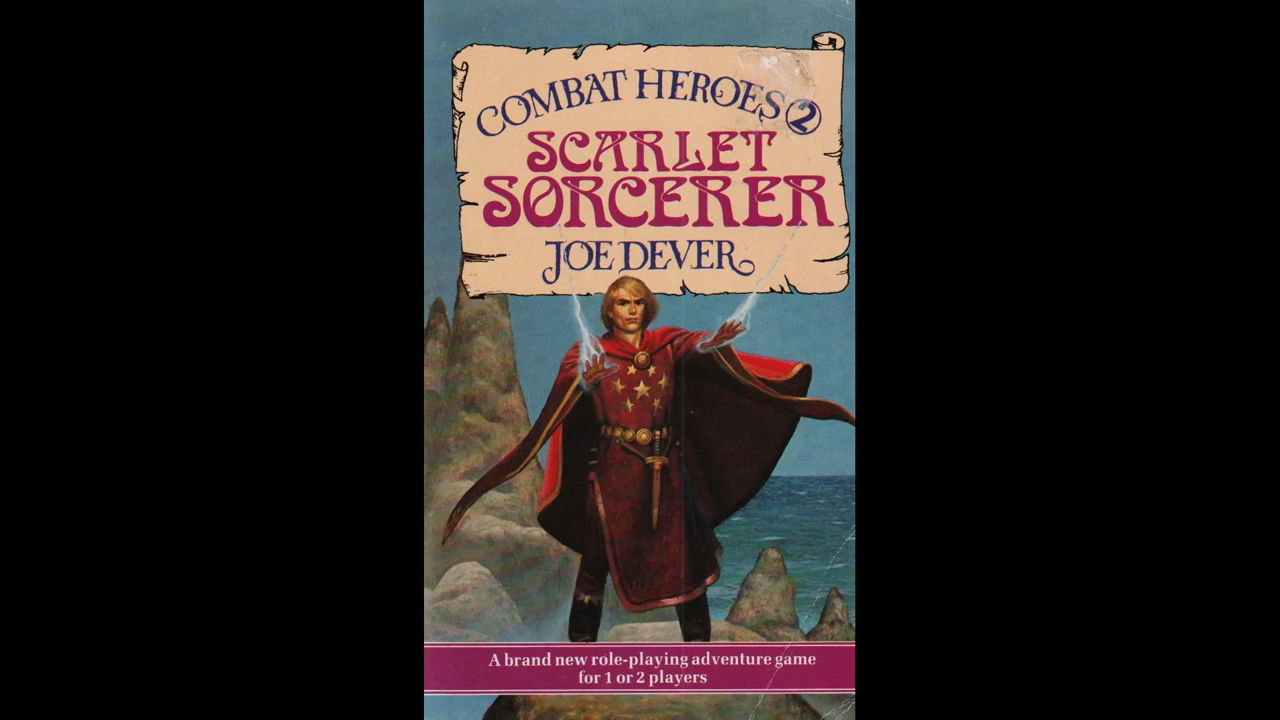 COMBAT HEROES 2
SCARLET
SORCERER
JOE DEVER
A brand new role-playing adventure game
for 1 or 2 players